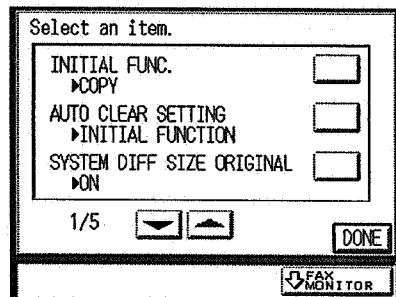 Select an item.
INITIAL FUNC.
▶COPY
AUTO CLEAR SETTING
▶INITIAL FUNCTION
SYSTEM DIFF SIZE ORIGINAL
▶ON
1/5
DONE
FAX
MONITOR